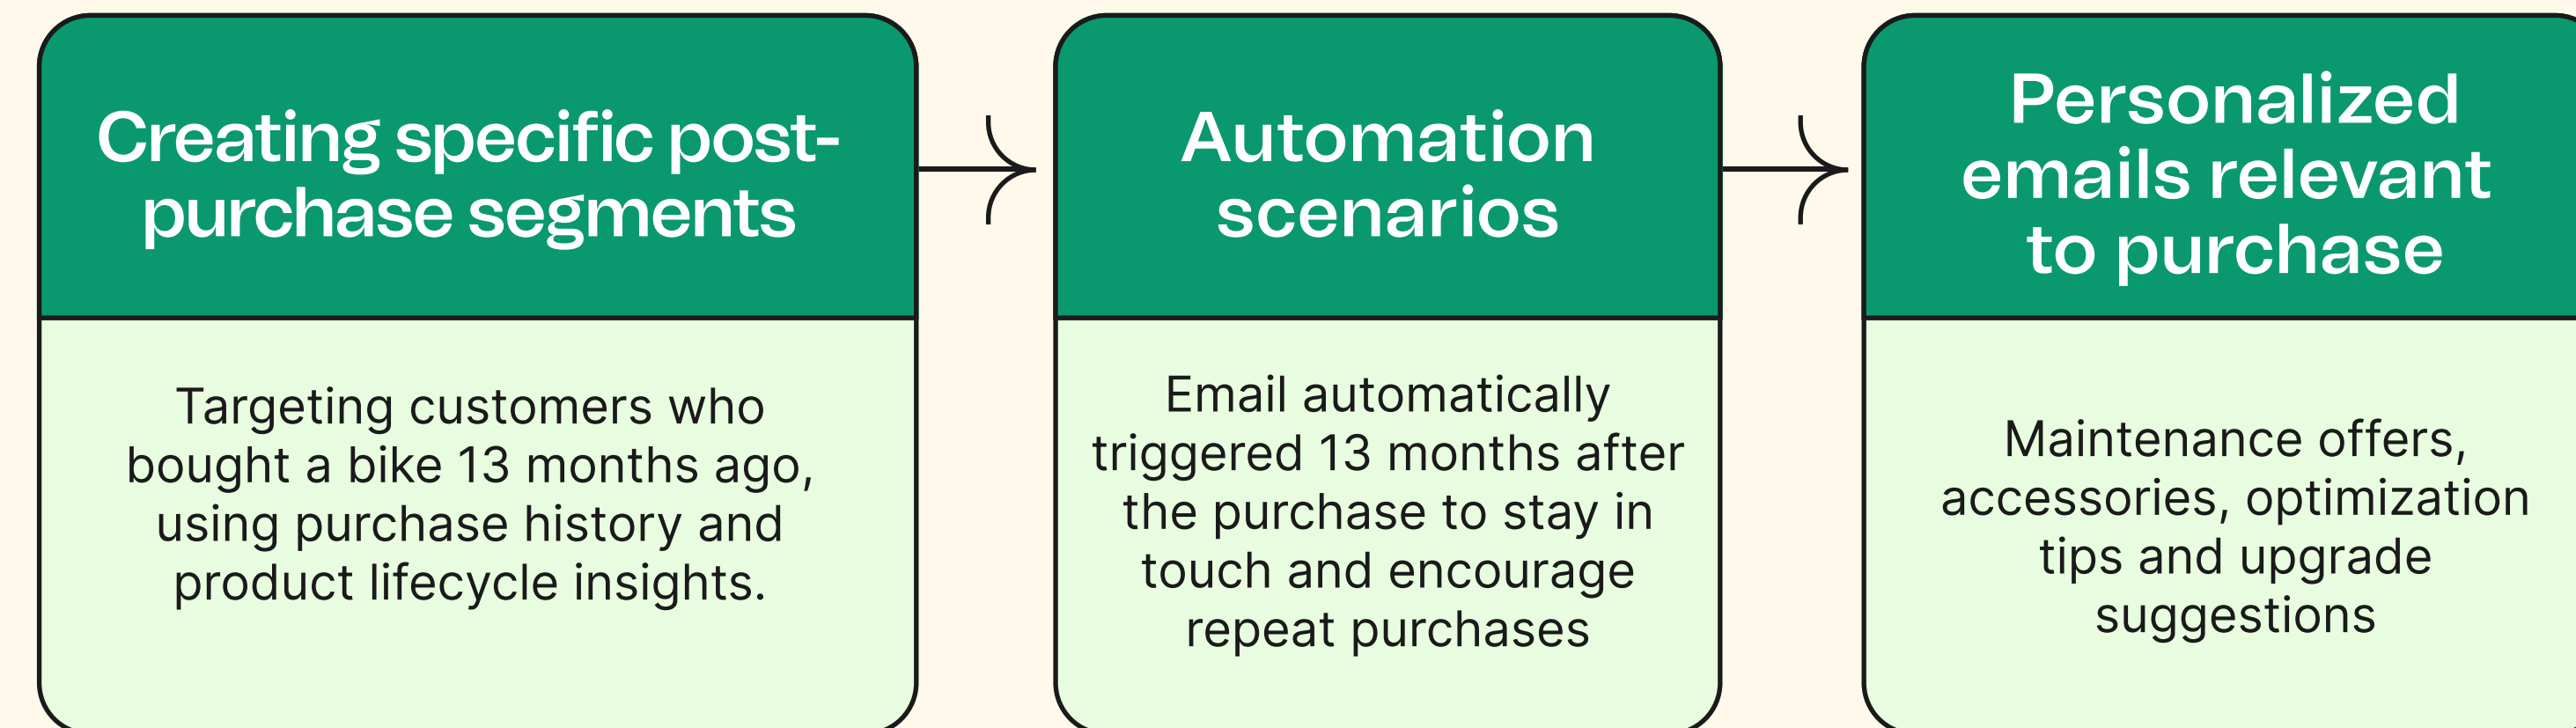 Creating specific post-
purchase segments
Targeting customers who
bought a bike 13 months ago,
using purchase history and
product lifecycle insights.
Automation
scenarios
Email automatically
triggered 13 months after
the purchase to stay in
touch and encourage
repeat purchases
Personalized
emails relevant
to purchase
Maintenance offers,
accessories, optimization
tips and upgrade
suggestions